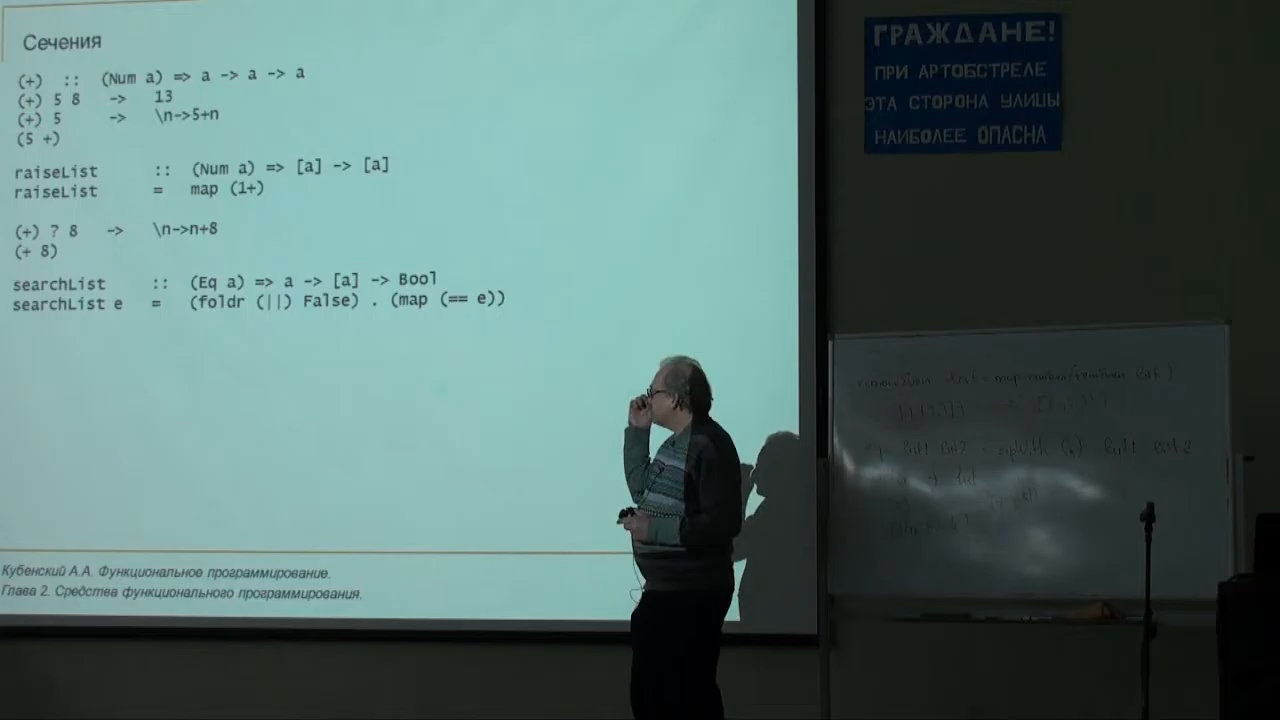 Сечения
(+) :: (Num a) => a -> a -> a
(+) 5 8 -> 13
(+) 5 -> \n->5+n
(5 +)
raiseList :: (Num a) => [a] -> [a]
raiseList = map (1+)
(+) ? 8 -> \n->n+8
(+ 8)
searchList :: (Eq a) => a -> [a] -> Bool
searchList e = (foldr (||) False) . (map (== e))
Кубенский А.А. Функциональное программирование.
Глава 2. Средства функционального программирования.
ГРАЖДАНЕ!
ПРИ АРТОБСТРЕЛЕ
ЭТА СТОРОНА УЛИЦЫ
НАИБОЛЕЕ ОПАСНА